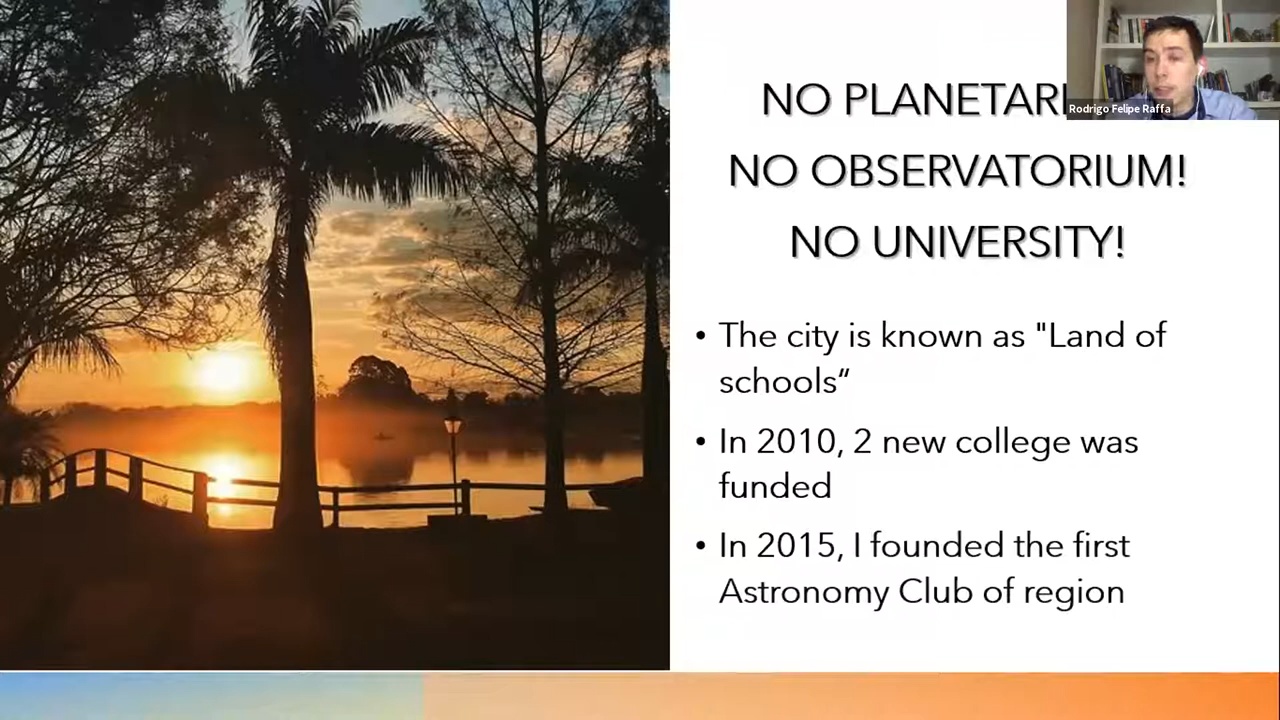 NO
Rodrigo Felipe Raffa
NO OBSERVATORIUM!
NO UNIVERSITY!
• The city is known as "Land of
schools“
• In 2010, 2 new college was
funded
• In 2015, I founded the first
Astronomy Club of region